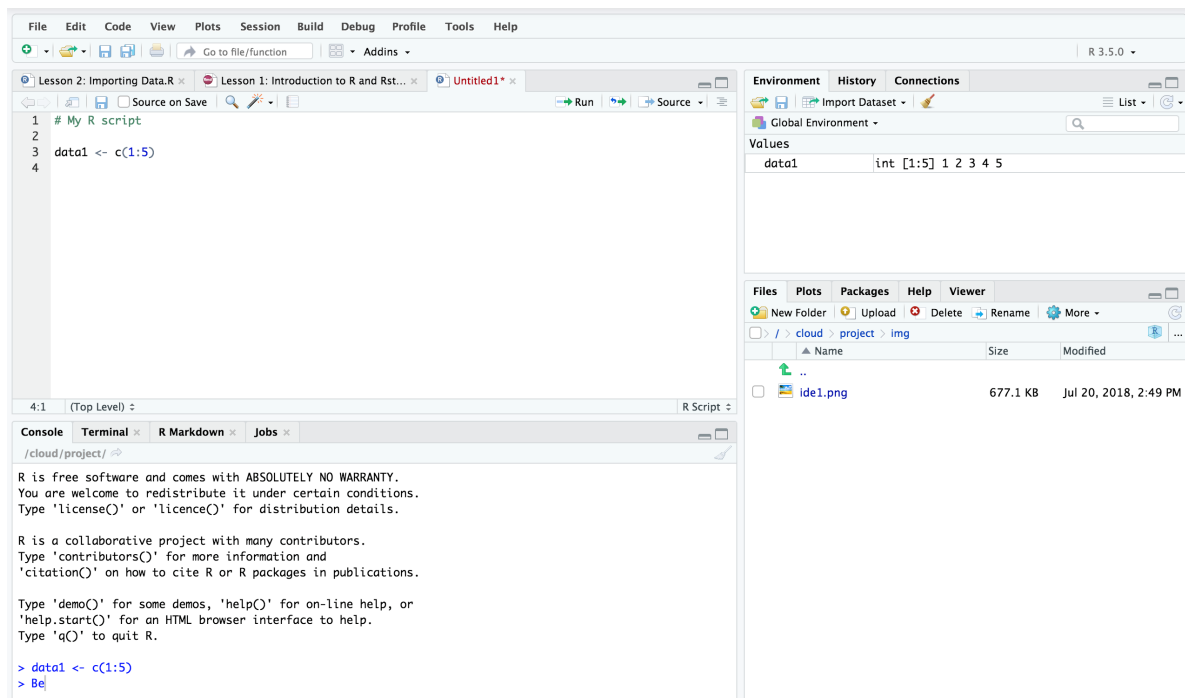 File Edit Code View Plots Session Build Debug Profile Tools Help
Go to file/function Addins R 3.5.0
Lesson 2: Importing Data.R Lesson 1: Introduction to R and Rst... Untitled1*
Source on Save Run Source
1 # My R script
2
3 data1 <- c(1:5)
4
4:1 (Top Level) R Script
Console Terminal R Markdown Jobs
/cloud/project/
R is free software and comes with ABSOLUTELY NO WARRANTY.
You are welcome to redistribute it under certain conditions.
Type 'license()' or 'licence()' for distribution details.
R is a collaborative project with many contributors.
Type 'contributors()' for more information and
'citation()' on how to cite R or R packages in publications.
Type 'demo()' for some demos, 'help()' for on-line help, or
'help.start()' for an HTML browser interface to help.
Type 'q()' to quit R.
> data1 <- c(1:5)
> Be
Environment History Connections
Import Dataset List
Global Environment
Values
data1 int [1:5] 1 2 3 4 5
Files Plots Packages Help Viewer
New Folder Upload Delete Rename More
/ > cloud > project > img R ...
Name Size Modified
..
ide1.png 677.1 KB Jul 20, 2018, 2:49 PM